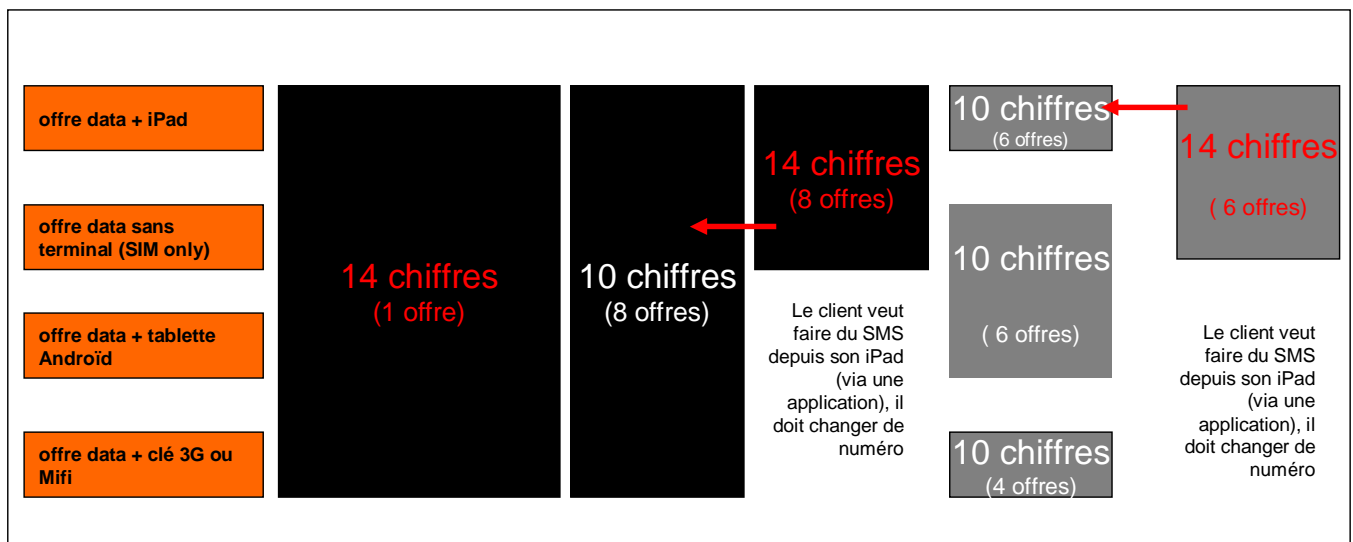 offre data + iPad
offre data sans
terminal (SIM only)
offre data + tablette
Androïd
offre data + clé 3G ou
Mifi
14 chiffres
(1 offre)
10 chiffres
(8 offres)
14 chiffres
(8 offres)
Le client veut
faire du SMS
depuis son iPad
(via une
application), il
doit changer de
numéro
10 chiffres
(6 offres)
10 chiffres
( 6 offres)
10 chiffres
(4 offres)
14 chiffres
( 6 offres)
Le client veut
faire du SMS
depuis son iPad
(via une
application), il
doit changer de
numéro